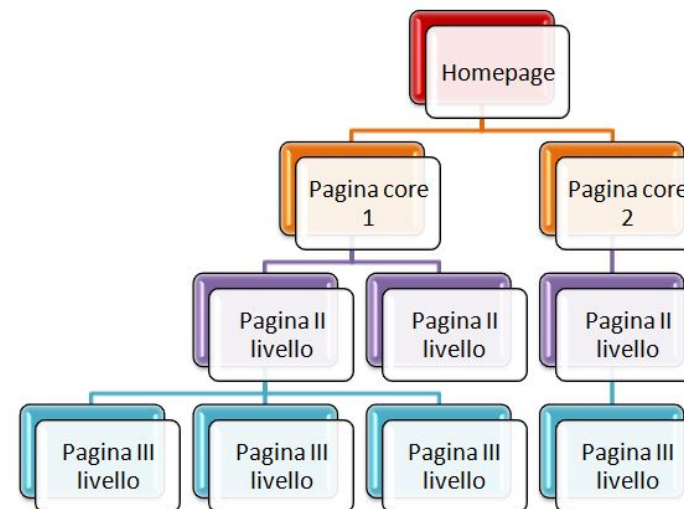 Homepage
Pagina core
1
Pagina core
2
Pagina II
livello
Pagina II
livello
Pagina II
livello
Pagina III
livello
Pagina III
livello
Pagina III
livello
Pagina III
livello